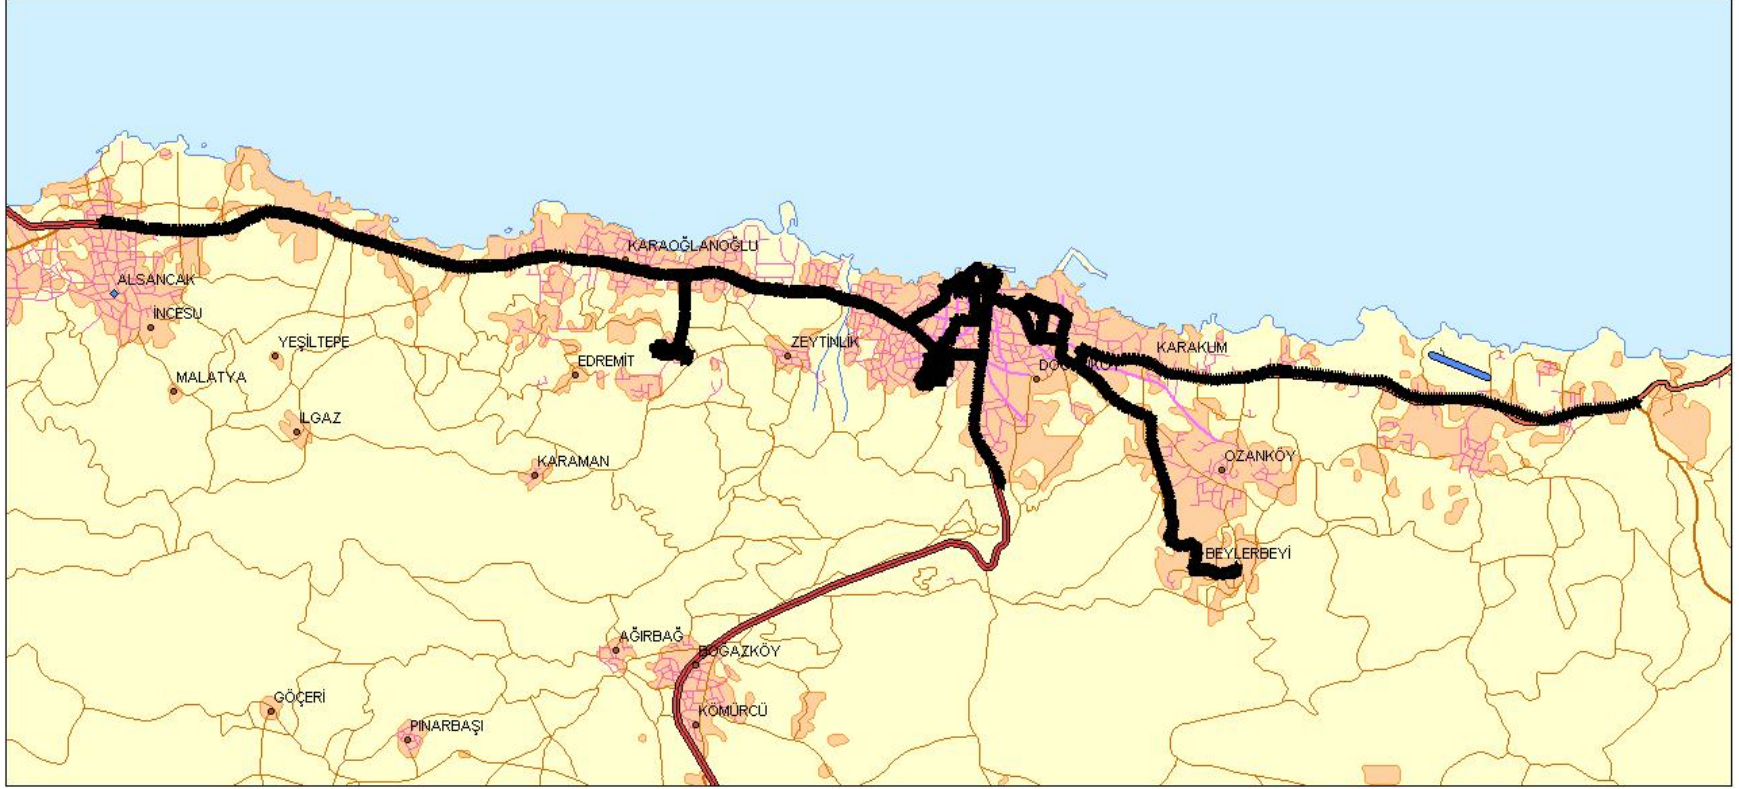 KARAOĞLANOĞLU
ALSANCAK
İNCESU
YEŞİLTEPE
ZEYTİNLİK
KARAKUM
EDREMİT
MALATYA
ILGAZ
KARAMAN
OZANKÖY
BEYLERBEYİ
AĞIRBAĞ
BOĞAZKÖY
GÖÇERİ
KÖMÜRCÜ
PINARBAŞI